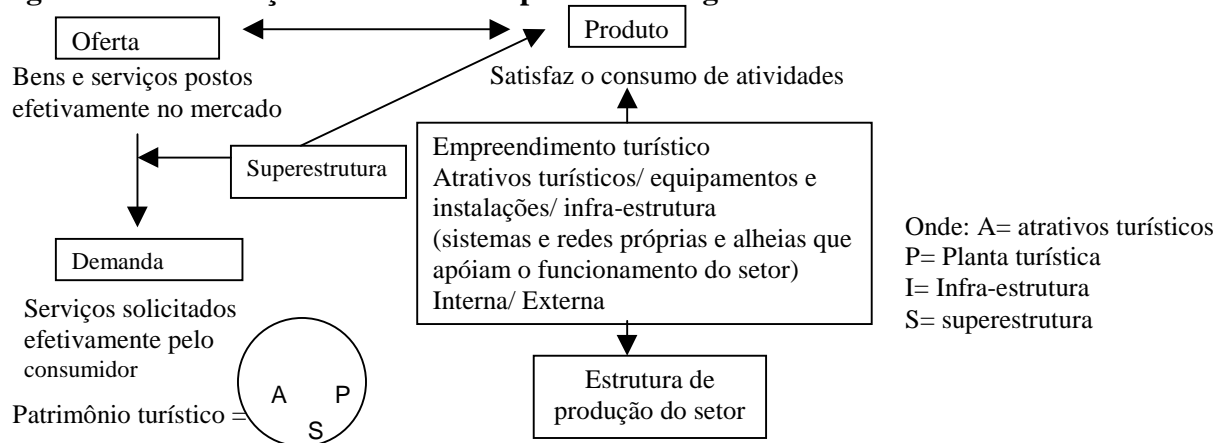 Oferta
Produto
Bens e serviços postos
efetivamente no mercado
Satisfaz o consumo de atividades
Superestrutura
Empreendimento turístico
Atrativos turísticos/ equipamentos e
instalações/ infra-estrutura
(sistemas e redes próprias e alheias que
apóiam o funcionamento do setor)
Interna/ Externa
Demanda
Serviços solicitados
efetivamente pelo
consumidor
Patrimônio turístico =
A P
S
Estrutura de
produção do setor
Onde: A= atrativos turísticos
P= Planta turística
I= Infra-estrutura
S= superestrutura